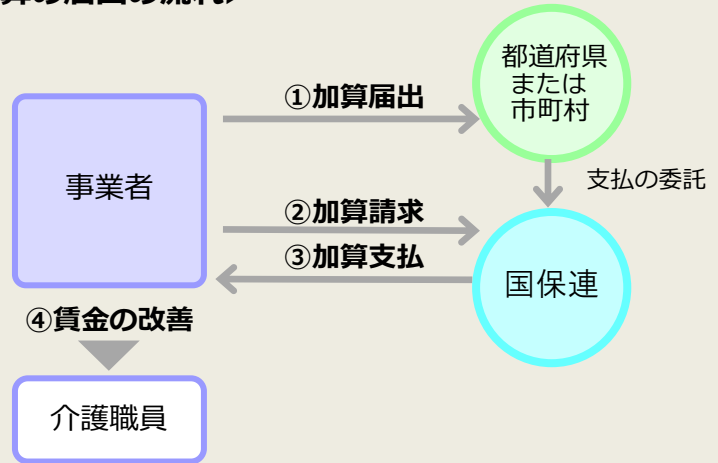 ①加算届出
都道府県
または
市町村
事業者
支払の委託
②加算請求
③加算支払
国保連
④賃金の改善
介護職員